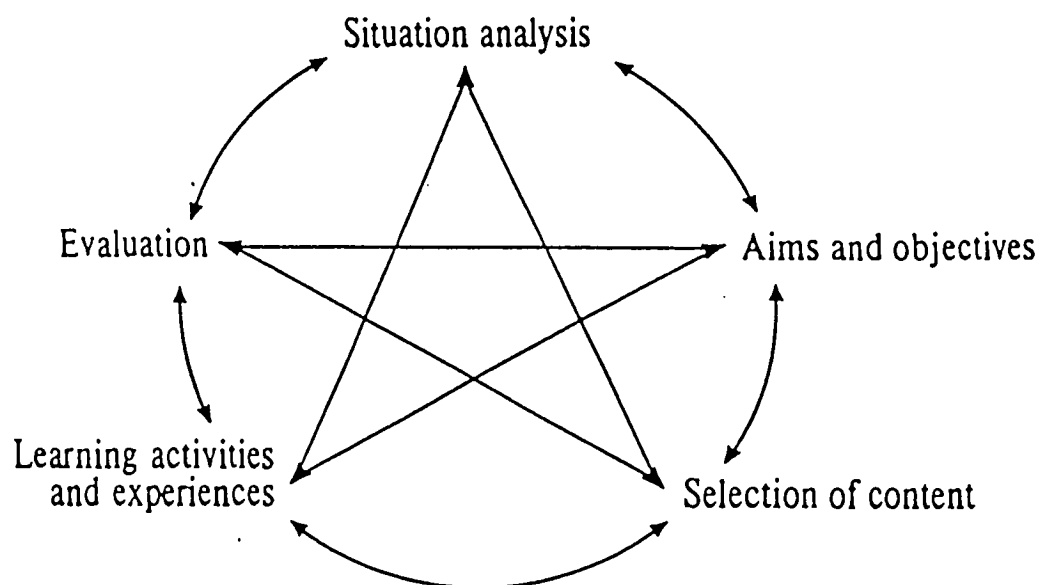 Situation analysis
Evaluation
Aims and objectives
Learning activities
and experiences
Selection of content